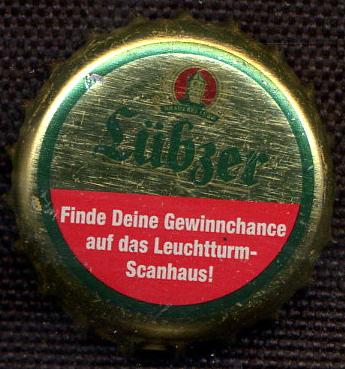 Lübzer
Finde Deine Gewinnchance
auf das Leuchtturm-
Scanhaus!